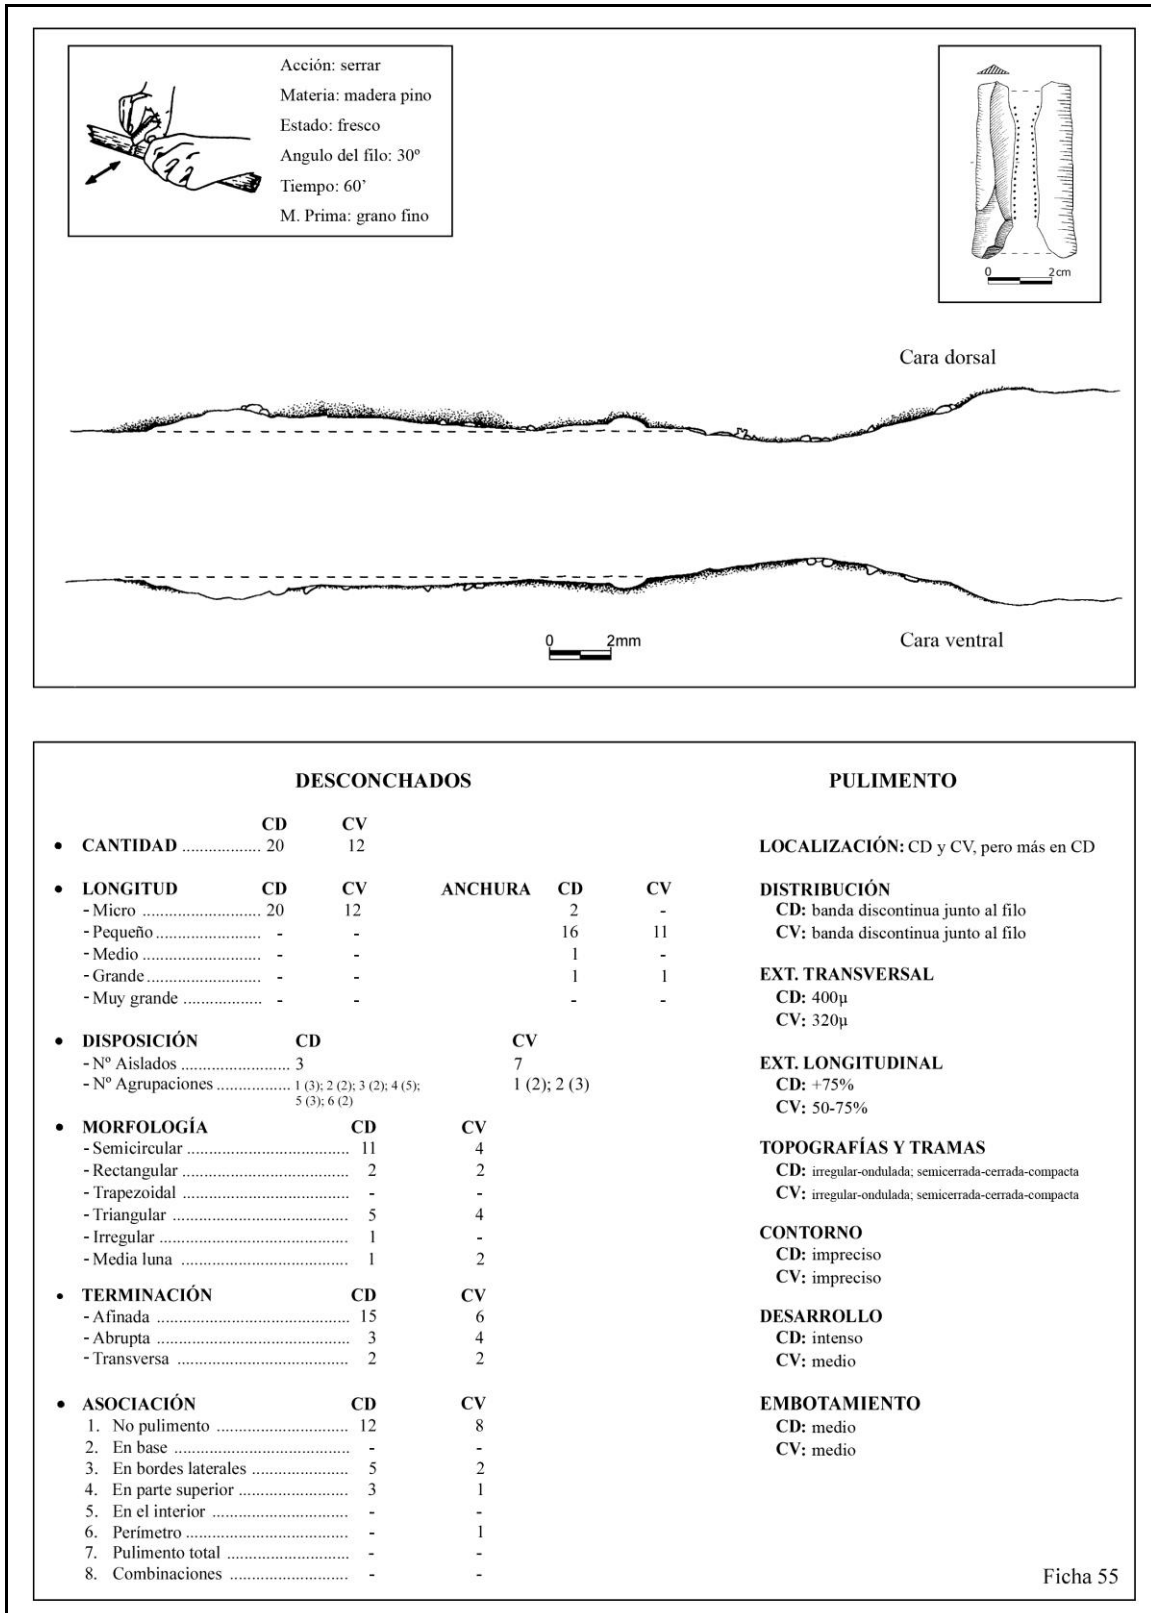 Acción: serrar
Materia: madera pino
Estado: fresco
Angulo del filo: 30º
Tiempo: 60’
M. Prima: grano fino
0 2 cm
Cara dorsal
0 2mm
Cara ventral
DESCONCHADOS
CD CV
• CANTIDAD .................. 20 12
• LONGITUD CD CV ANCHURA CD CV
- Micro ........................... 20 12 2 -
- Pequeño ........................ - - 16 11
- Medio ........................... - - 1 -
- Grande .......................... - - 1 1
- Muy grande .................. - - - -
• DISPOSICIÓN CD CV
- Nº Aislados ......................... 3 7
- Nº Agrupaciones ................. 1 (3); 2 (2); 3 (2); 4 (5); 1 (2); 2 (3)
5 (3); 6 (2)
• MORFOLOGÍA CD CV
- Semicircular ..................................... 11 4
- Rectangular ...................................... 2 2
- Trapezoidal ...................................... - -
- Triangular ........................................ 5 4
- Irregular ........................................... 1 -
- Media luna ...................................... 1 2
• TERMINACIÓN CD CV
- Afinada ............................................ 15 6
- Abrupta ............................................ 3 4
- Transversa ....................................... 2 2
• ASOCIACIÓN CD CV
1. No pulimento .............................. 12 8
2. En base ........................................ - -
3. En bordes laterales ...................... 5 2
4. En parte superior ......................... 3 1
5. En el interior ............................... - -
6. Perímetro ..................................... - 1
7. Pulimento total ............................ - -
8. Combinaciones ........................... - -
PULIMENTO
LOCALIZACIÓN: CD y CV, pero más en CD
DISTRIBUCIÓN
CD: banda discontinua junto al filo
CV: banda discontinua junto al filo
EXT. TRANSVERSAL
CD: 400µ
CV: 320µ
EXT. LONGITUDINAL
CD: +75%
CV: 50-75%
TOPOGRAFÍAS Y TRAMAS
CD: irregular-ondulada; semicerrada-cerrada-compacta
CV: irregular-ondulada; semicerrada-cerrada-compacta
CONTORNO
CD: impreciso
CV: impreciso
DESARROLLO
CD: intenso
CV: medio
EMBOTAMIENTO
CD: medio
CV: medio
Ficha 55